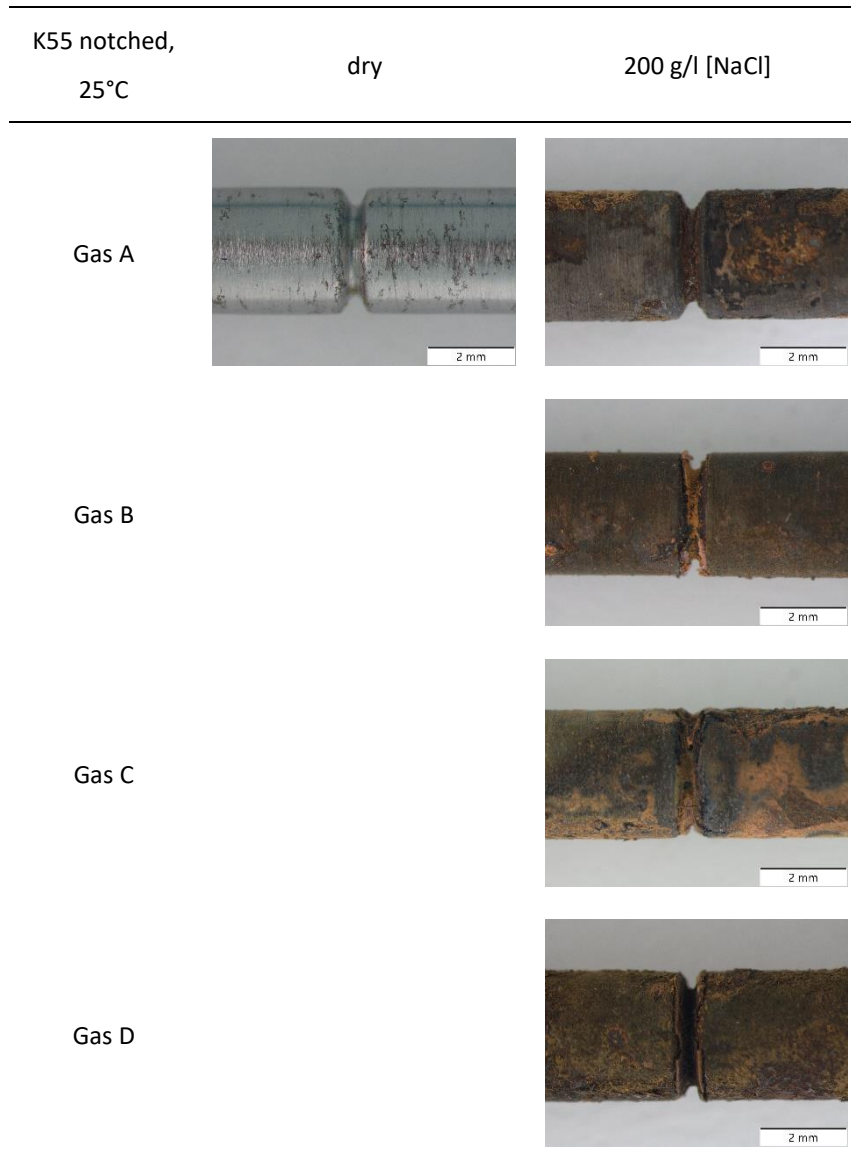 K55 notched,
25°C
dry
200 g/l [NaCl]
Gas A
2 mm
2 mm
Gas B
2 mm
Gas C
2 mm
Gas D
2 mm